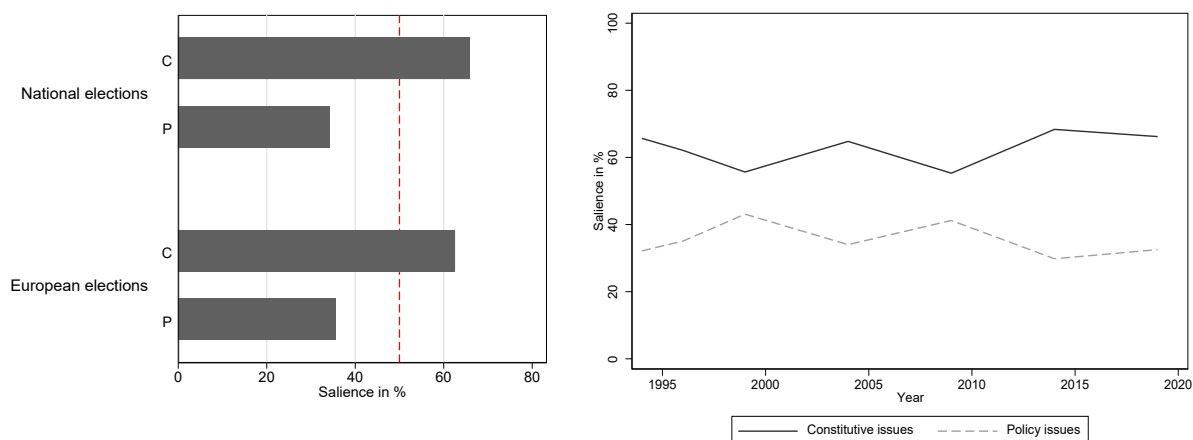 C
National elections
P
C
European elections
P
0 20 40 60 80
Salience in %
100
80
60
40
20
0
Salience in %
1995 2000 2005 2010 2015 2020
Year
Constitutive issues Policy issues